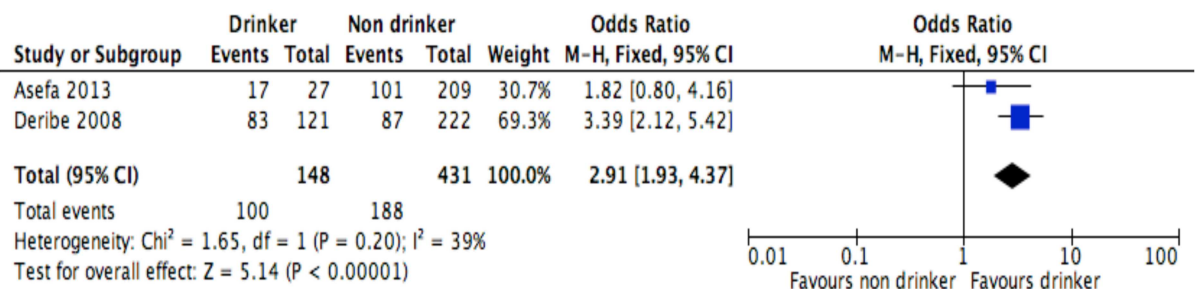 Drinker Non drinker Odds Ratio Odds Ratio
Study or Subgroup Events Total Events Total Weight M-H, Fixed, 95% CI M-H, Fixed, 95% CI
Asefa 2013 17 27 101 209 30.7% 1.82 [0.80, 4.16]
Deribe 2008 83 121 87 222 69.3% 3.39 [2.12, 5.42]
Total (95% CI) 148 431 100.0% 2.91 [1.93, 4.37]
Total events 100 188
Heterogeneity: Chi² = 1.65, df = 1 (P = 0.20); I² = 39%
Test for overall effect: Z = 5.14 (P < 0.00001)
0.01 0.1 1 10 100
Favours non drinker Favours drinker